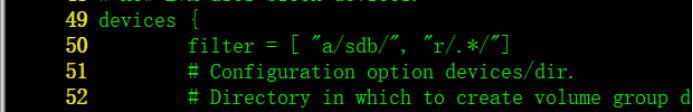 49 devices {
50         filter = [ "a/sdb/", "r/.*/"]
51         # Configuration option devices/dir.
52         # Directory in which to create volume group d